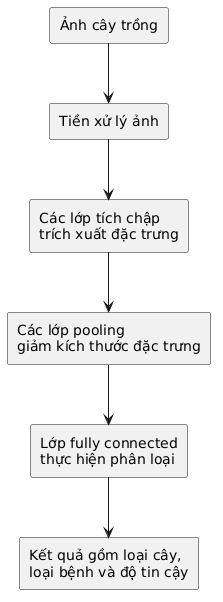 Ảnh cây trồng
Tiền xử lý ảnh
Các lớp tích chập
trích xuất đặc trưng
Các lớp pooling
giảm kích thước đặc trưng
Lớp fully connected
thực hiện phân loại
Kết quả gồm loại cây,
loại bệnh và độ tin cậy